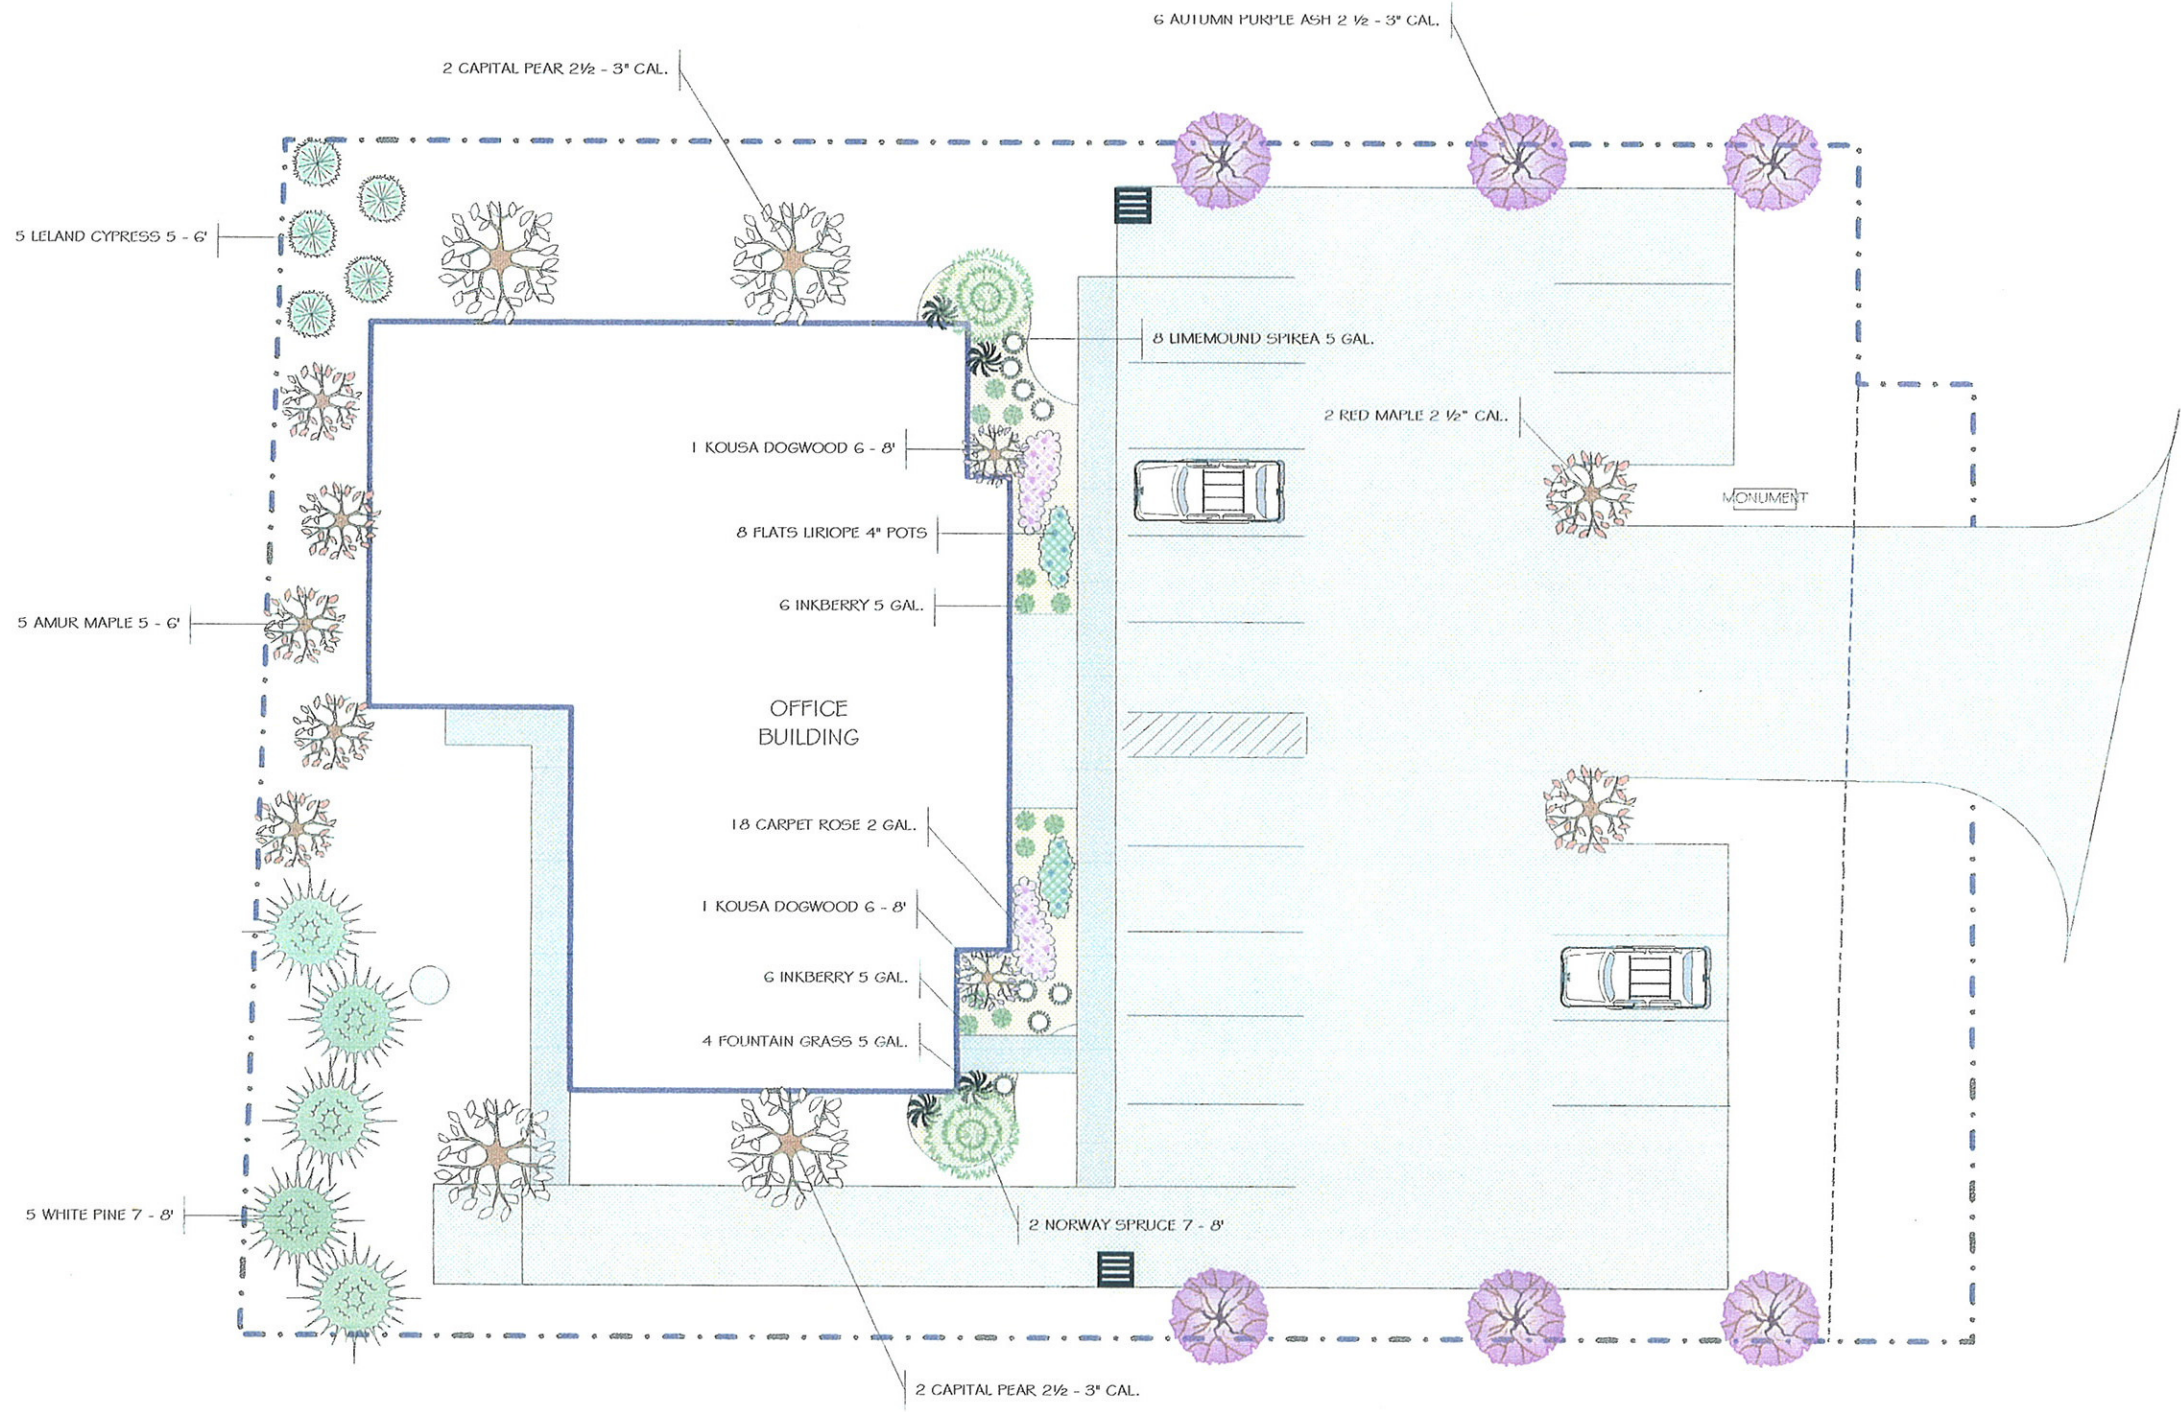 6 AUTUMN PURPLE ASH 2 ½ - 3" CAL.
2 CAPITAL PEAR 2½ - 3" CAL.
5 LELAND CYPRESS 5 - 6'
8 LIMEMOUND SPIREA 5 GAL.
2 RED MAPLE 2 ½" CAL.
1 KOUSA DOGWOOD 6 - 8'
MONUMENT
8 FLATS LIRIOPE 4" POTS
6 INKBERRY 5 GAL.
5 AMUR MAPLE 5 - 6'
OFFICE
BUILDING
18 CARPET ROSE 2 GAL.
1 KOUSA DOGWOOD 6 - 8'
6 INKBERRY 5 GAL.
4 FOUNTAIN GRASS 5 GAL.
5 WHITE PINE 7 - 8'
2 NORWAY SPRUCE 7 - 8'
2 CAPITAL PEAR 2½ - 3" CAL.